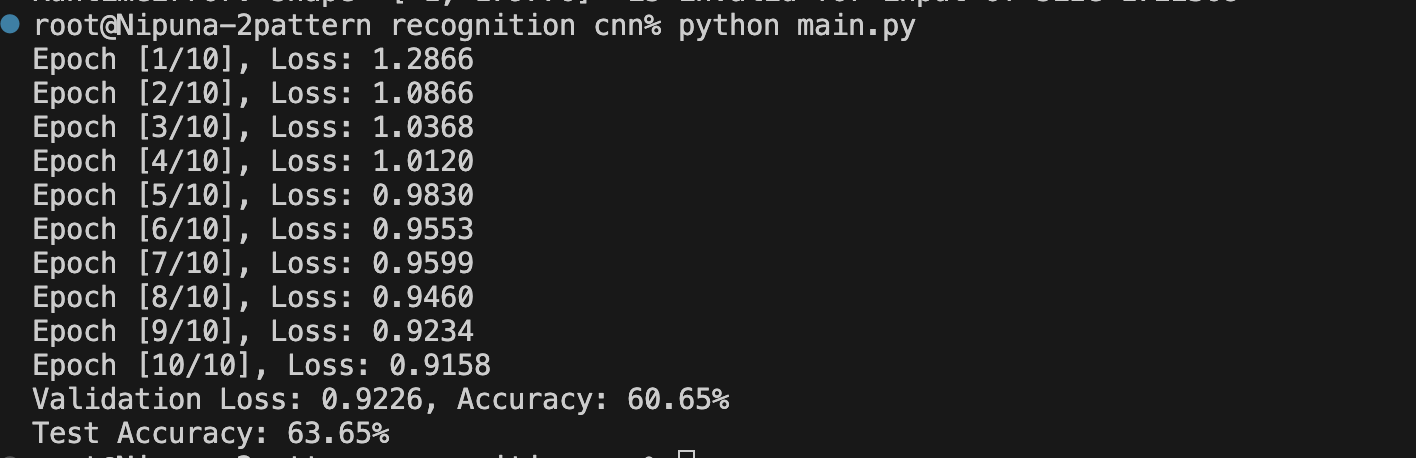 root@Nipuna-2pattern recognition cnn% python main.py
Epoch [1/10], Loss: 1.2866
Epoch [2/10], Loss: 1.0866
Epoch [3/10], Loss: 1.0368
Epoch [4/10], Loss: 1.0120
Epoch [5/10], Loss: 0.9830
Epoch [6/10], Loss: 0.9553
Epoch [7/10], Loss: 0.9599
Epoch [8/10], Loss: 0.9460
Epoch [9/10], Loss: 0.9234
Epoch [10/10], Loss: 0.9158
Validation Loss: 0.9226, Accuracy: 60.65%
Test Accuracy: 63.65%